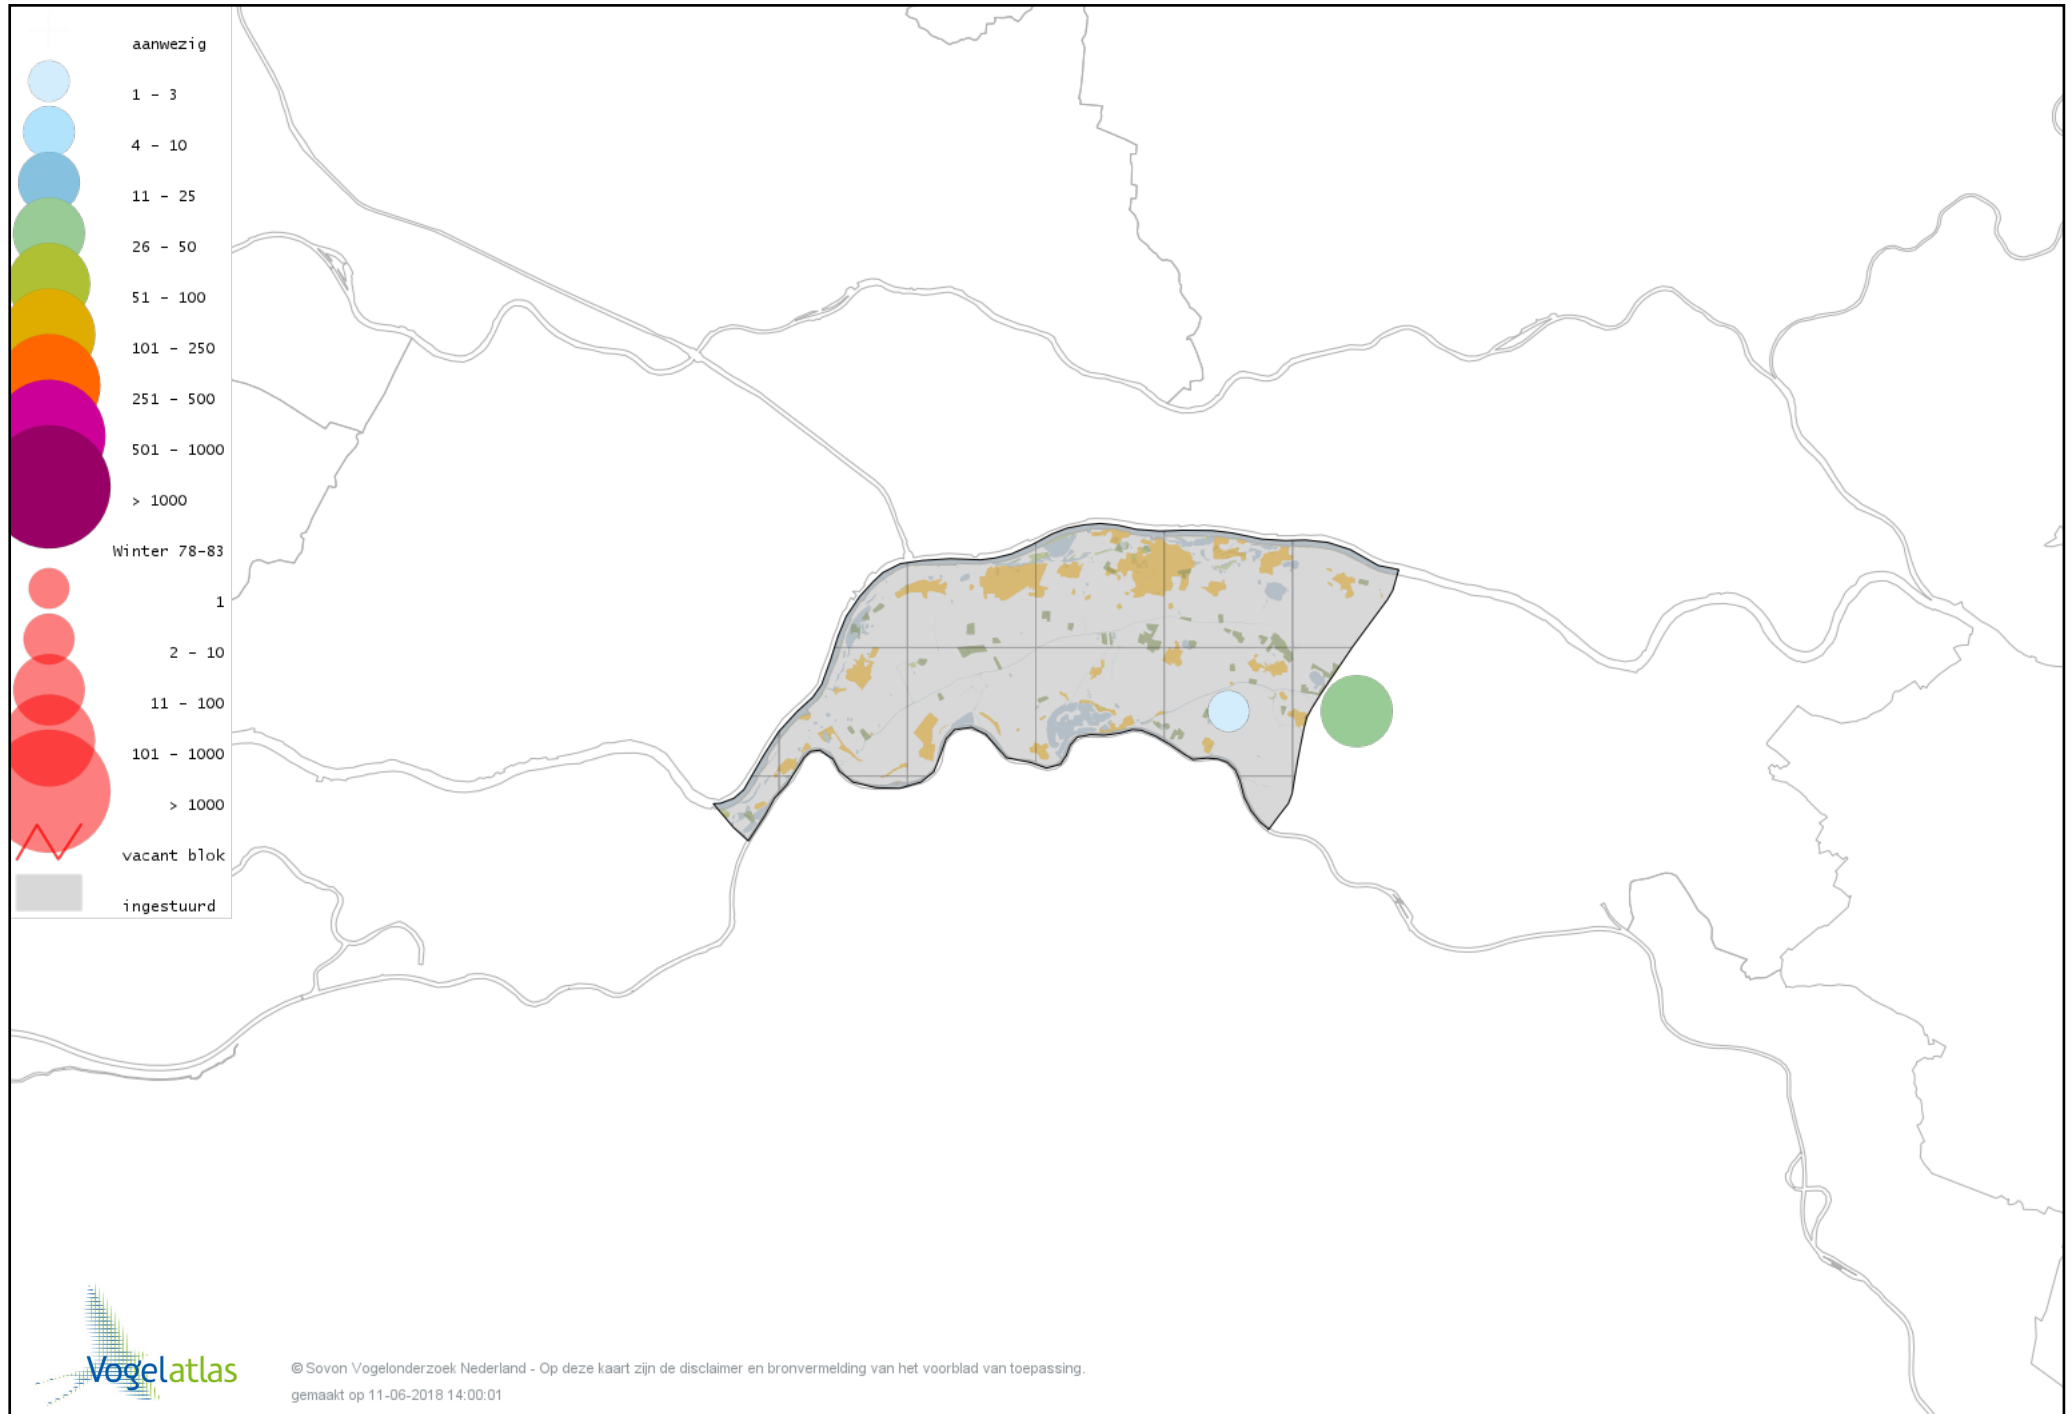 aanwezig
1 - 3
4 - 10
11 - 25
26 - 50
51 - 100
101 - 250
251 - 500
501 - 1000
> 1000
Winter 78-83
1
2 - 10
11 - 100
101 - 1000
> 1000
vacant blok
ingestuurd
Vogelatlas
© Sovon Vogelonderzoek Nederland - Op deze kaart zijn de disclaimer en bronvermelding van het voorblad van toepassing.
gemaakt op 11-06-2018 14:00:01